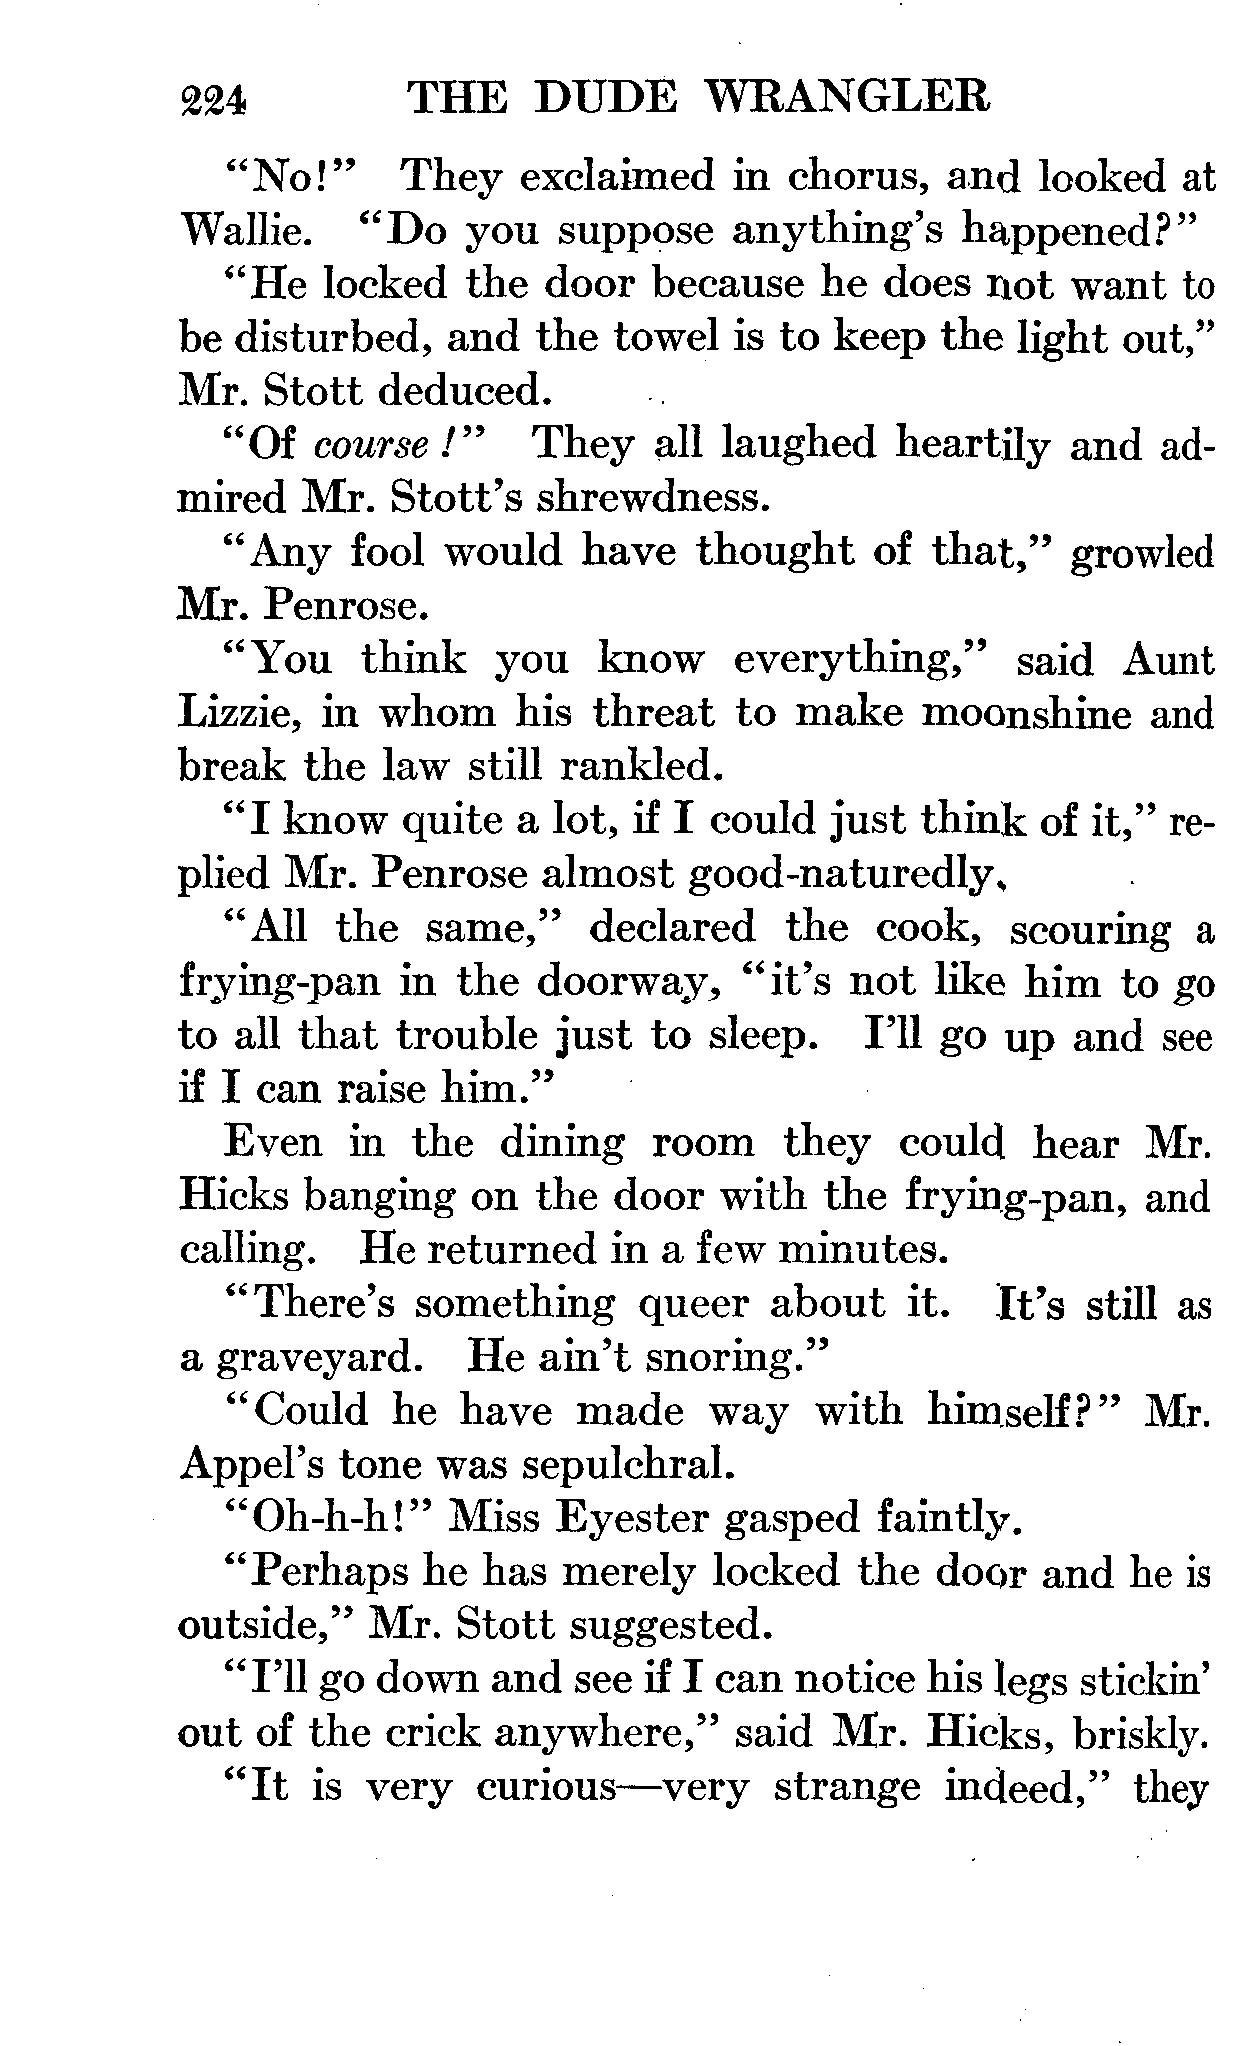 224 THE DUDE WRANGLER
"No!" They exclaimed in chorus, and looked at
Wallie. "Do you suppose anything's happened?"
"He locked the door because he does not want to
be disturbed, and the towel is to keep the light out,"
Mr. Stott deduced.
"Of course!" They all laughed heartily and ad-
mired Mr. Stott's shrewdness.
"Any fool would have thought of that," growled
Mr. Penrose.
"You think you know everything," said Aunt
Lizzie, in whom his threat to make moonshine and
break the law still rankled.
"I know quite a lot, if I could just think of it," re-
plied Mr. Penrose almost good-naturedly.
"All the same," declared the cook, scouring a
frying-pan in the doorway, "it's not like him to go
to all that trouble just to sleep. I'll go up and see
if I can raise him."
Even in the dining room they could hear Mr.
Hicks banging on the door with the frying-pan, and
calling. He returned in a few minutes.
"There's something queer about it. It's still as
a graveyard. He ain't snoring."
"Could he have made way with himself?" Mr.
Appel's tone was sepulchral.
"Oh-h-h!" Miss Eyester gasped faintly.
"Perhaps he has merely locked the door and he is
outside," Mr. Stott suggested.
"I'll go down and see if I can notice his legs stickin'
out of the crick anywhere," said Mr. Hicks, briskly.
"It is very curious—very strange indeed," they